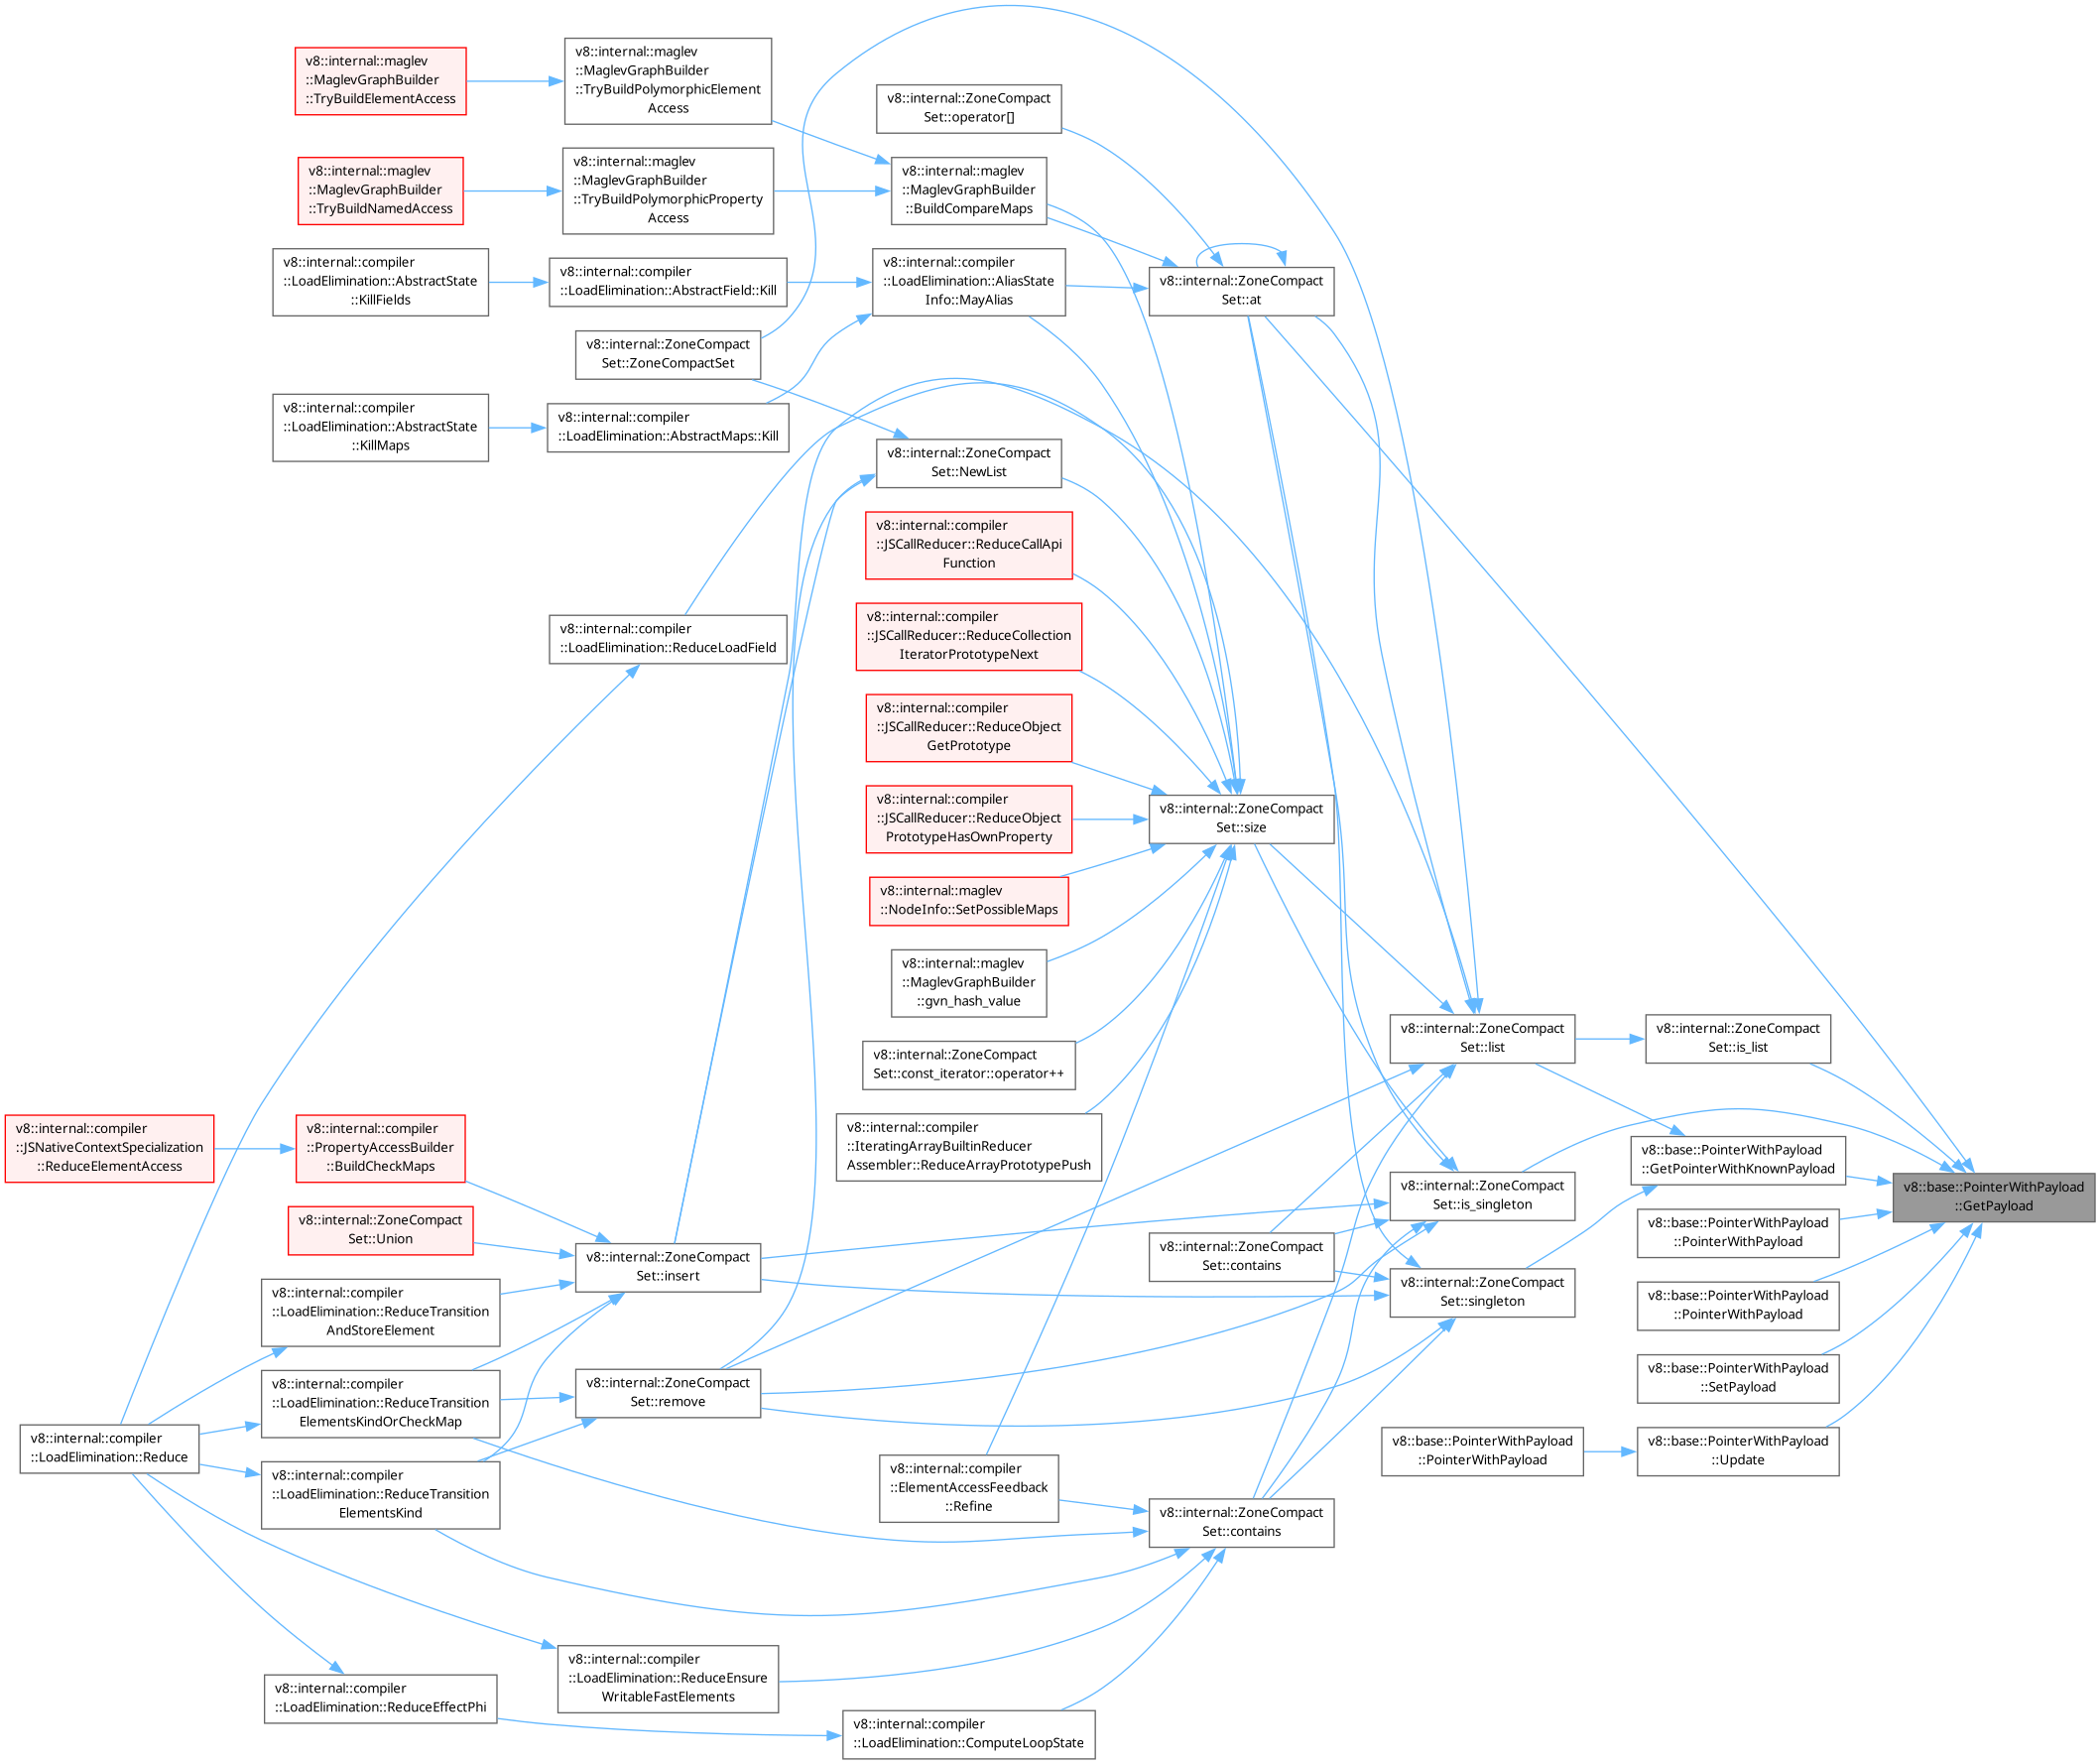 v8::internal::maglev
::MaglevGraphBuilder
::TryBuildElementAccess
v8::internal::maglev
::MaglevGraphBuilder
::TryBuildPolymorphicElement
Access
v8::internal::ZoneCompact
Set::operator[]
v8::internal::maglev
::MaglevGraphBuilder
::TryBuildNamedAccess
v8::internal::maglev
::MaglevGraphBuilder
::TryBuildPolymorphicProperty
Access
v8::internal::maglev
::MaglevGraphBuilder
::BuildCompareMaps
v8::internal::compiler
::LoadElimination::AbstractState
::KillFields
v8::internal::compiler
::LoadElimination::AbstractField::Kill
v8::internal::compiler
::LoadElimination::AliasState
Info::MayAlias
v8::internal::ZoneCompact
Set::at
v8::internal::ZoneCompact
Set::ZoneCompactSet
v8::internal::compiler
::LoadElimination::AbstractState
::KillMaps
v8::internal::compiler
::LoadElimination::AbstractMaps::Kill
v8::internal::ZoneCompact
Set::NewList
v8::internal::compiler
::JSCallReducer::ReduceCallApi
Function
v8::internal::compiler
::LoadElimination::ReduceLoadField
v8::internal::compiler
::JSCallReducer::ReduceCollection
IteratorPrototypeNext
v8::internal::compiler
::JSCallReducer::ReduceObject
GetPrototype
v8::internal::compiler
::JSCallReducer::ReduceObject
PrototypeHasOwnProperty
v8::internal::ZoneCompact
Set::size
v8::internal::maglev
::NodeInfo::SetPossibleMaps
v8::internal::maglev
::MaglevGraphBuilder
::gvn_hash_value
v8::internal::ZoneCompact
Set::const_iterator::operator++
v8::internal::ZoneCompact
Set::list
v8::internal::ZoneCompact
Set::is_list
v8::internal::compiler
::JSNativeContextSpecialization
::ReduceElementAccess
v8::internal::compiler
::PropertyAccessBuilder
::BuildCheckMaps
v8::internal::compiler
::IteratingArrayBuiltinReducer
Assembler::ReduceArrayPrototypePush
v8::base::PointerWithPayload
::GetPointerWithKnownPayload
v8::internal::ZoneCompact
Set::is_singleton
v8::base::PointerWithPayload
::GetPayload
v8::internal::ZoneCompact
Set::Union
v8::base::PointerWithPayload
::PointerWithPayload
v8::internal::ZoneCompact
Set::insert
v8::internal::ZoneCompact
Set::contains
v8::internal::ZoneCompact
Set::singleton
v8::base::PointerWithPayload
::PointerWithPayload
v8::internal::compiler
::LoadElimination::ReduceTransition
AndStoreElement
v8::base::PointerWithPayload
::SetPayload
v8::internal::compiler
::LoadElimination::ReduceTransition
ElementsKindOrCheckMap
v8::internal::ZoneCompact
Set::remove
v8::internal::compiler
::LoadElimination::Reduce
v8::base::PointerWithPayload
::PointerWithPayload
v8::base::PointerWithPayload
::Update
v8::internal::compiler
::LoadElimination::ReduceTransition
ElementsKind
v8::internal::compiler
::ElementAccessFeedback
::Refine
v8::internal::ZoneCompact
Set::contains
v8::internal::compiler
::LoadElimination::ReduceEnsure
WritableFastElements
v8::internal::compiler
::LoadElimination::ReduceEffectPhi
v8::internal::compiler
::LoadElimination::ComputeLoopState